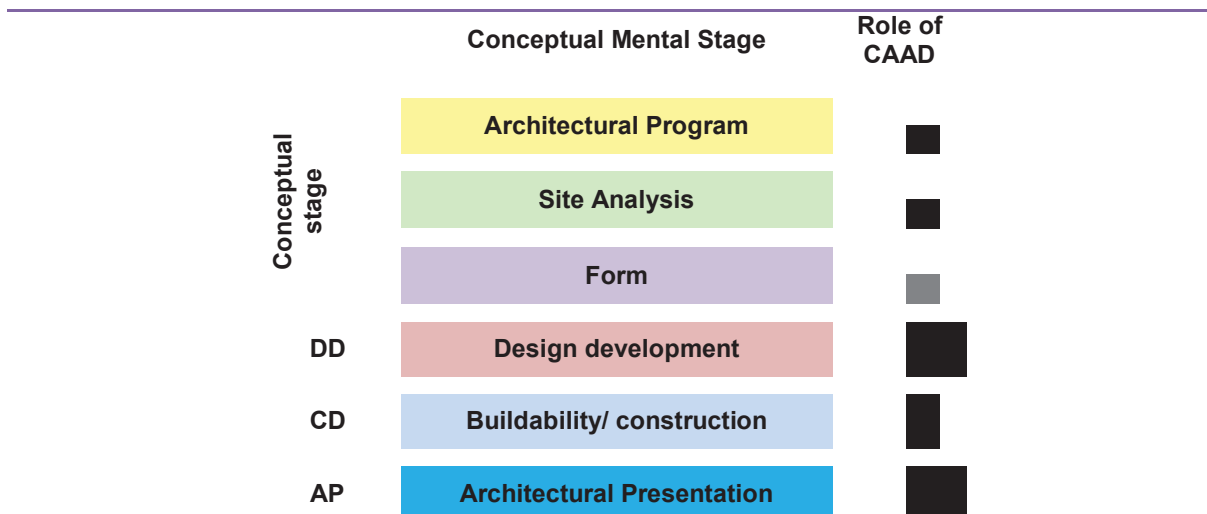 Conceptual Mental Stage
Role of
CAAD
Conceptual
stage
Architectural Program
Site Analysis
Form
DD
Design development
CD
Buildability/ construction
AP
Architectural Presentation